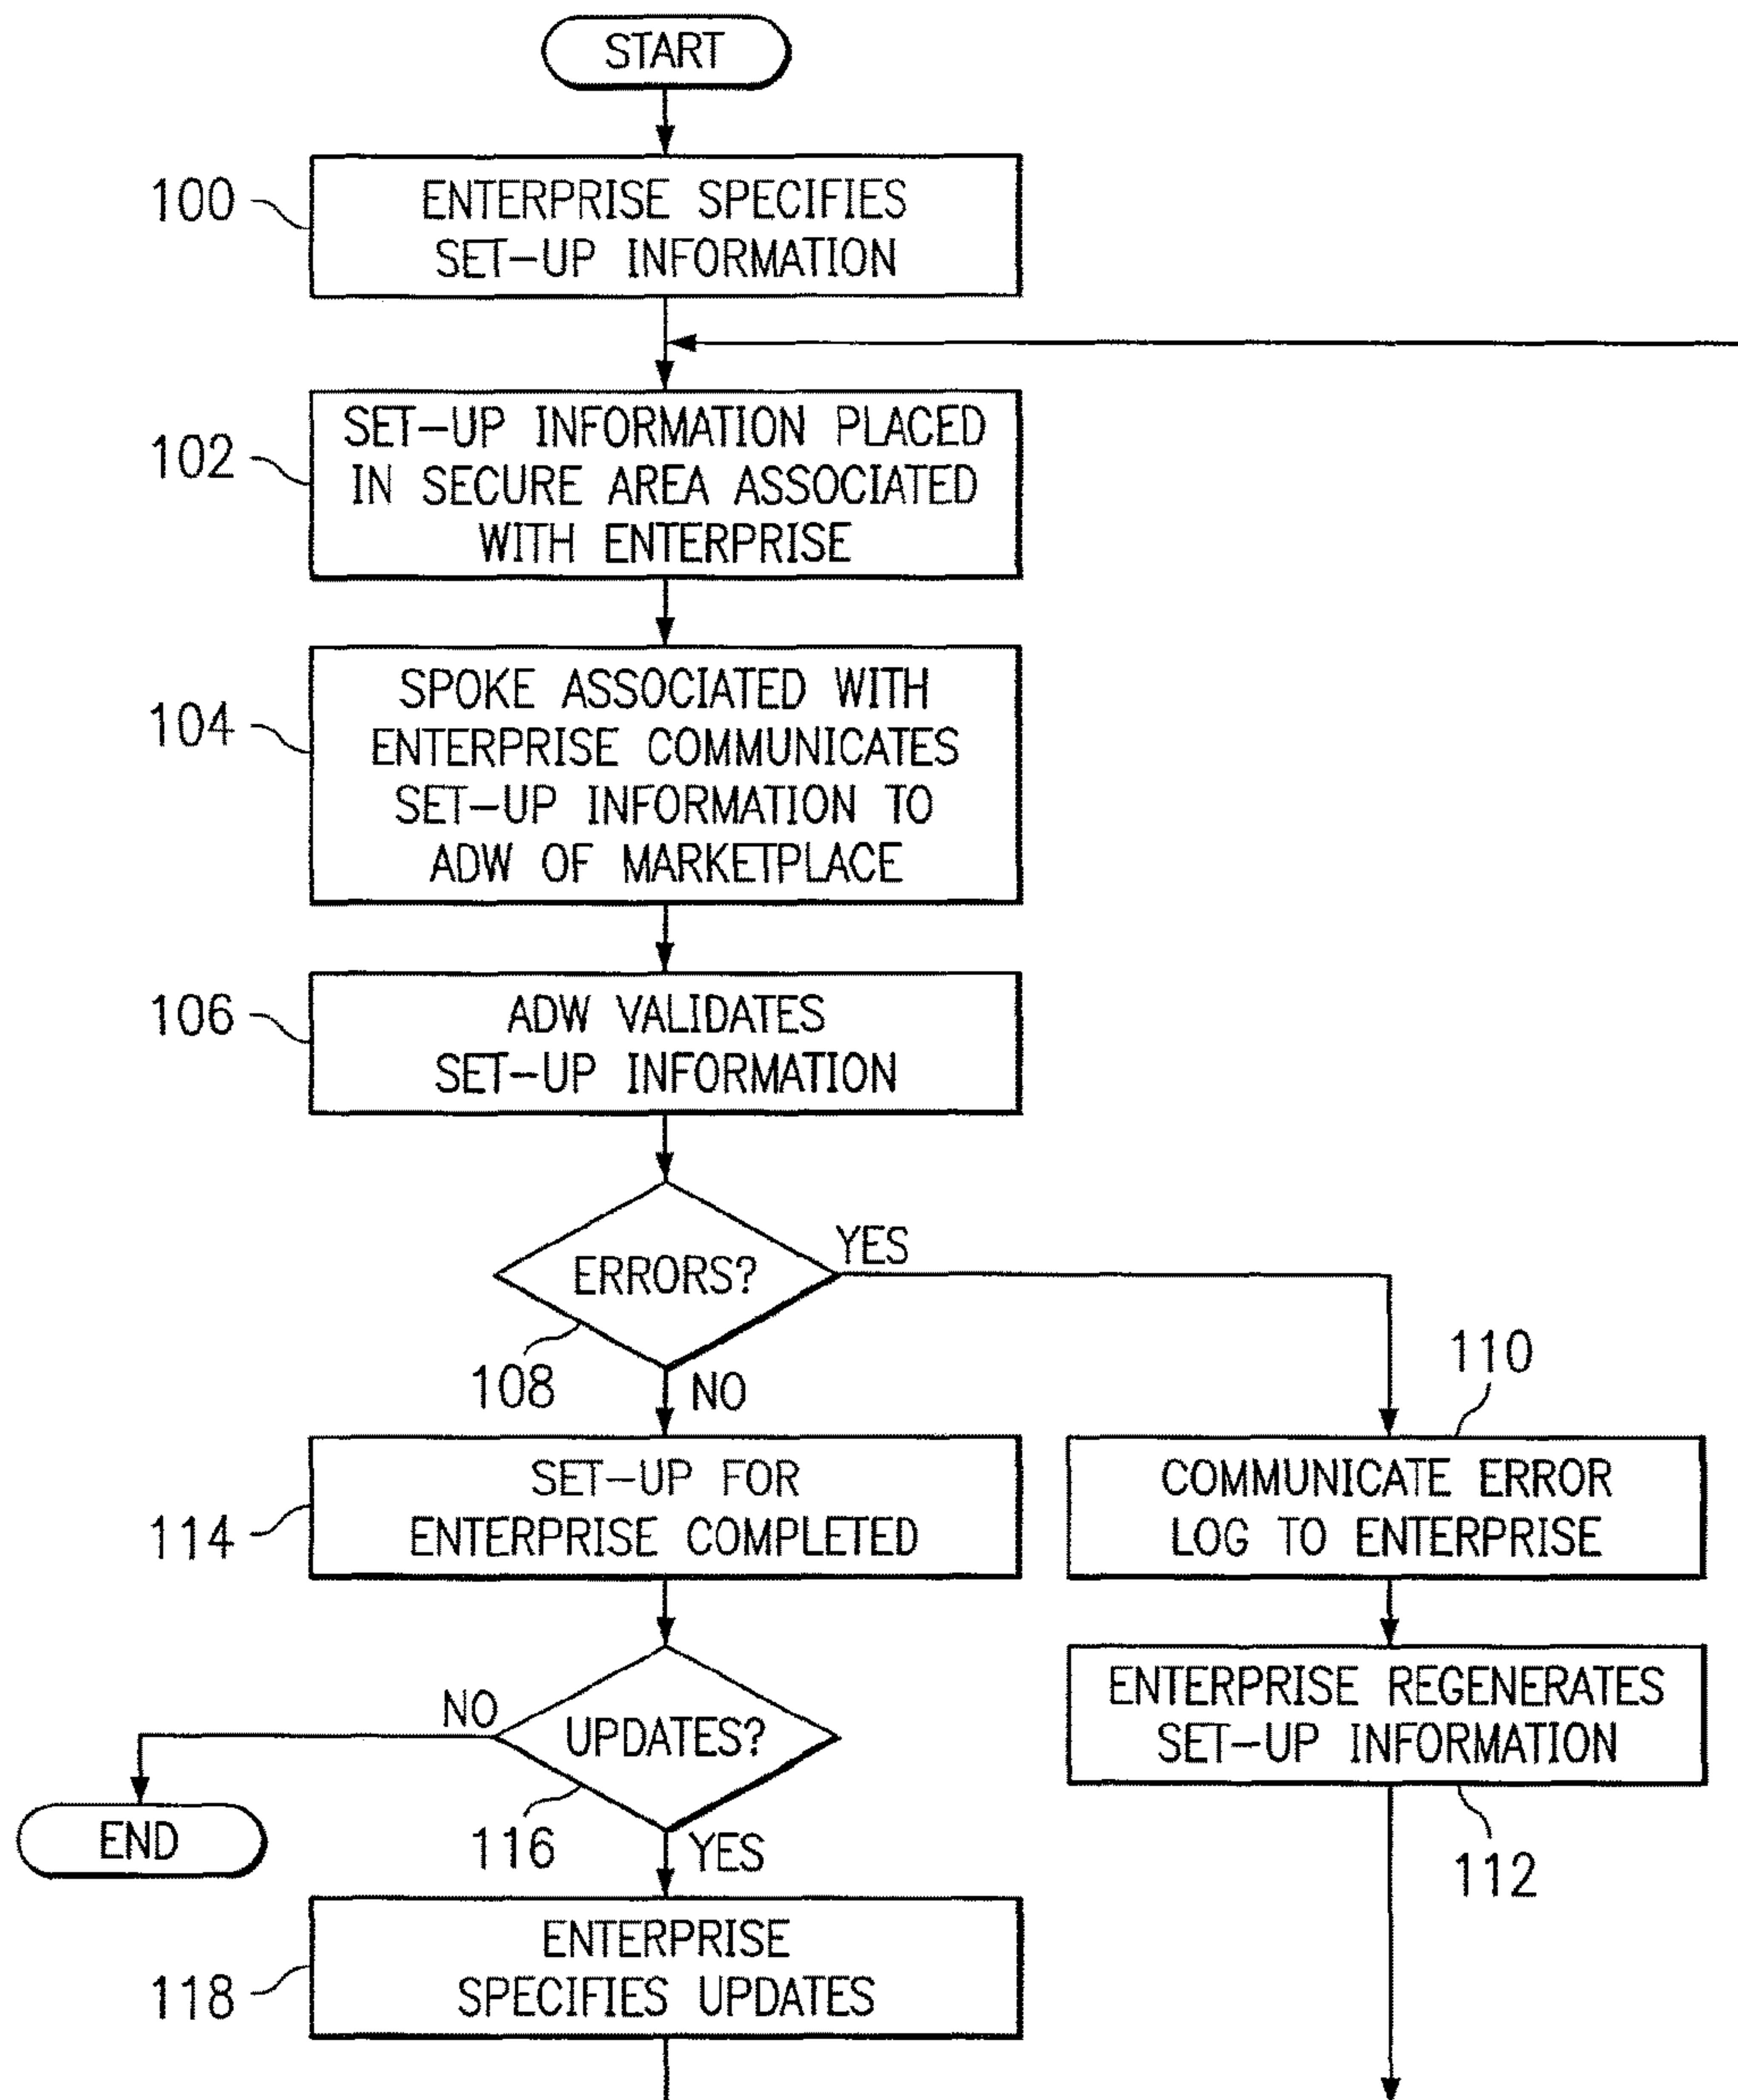 START
100
ENTERPRISE SPECIFIES
SET-UP INFORMATION
102
SET-UP INFORMATION PLACED
IN SECURE AREA ASSOCIATED
WITH ENTERPRISE
104
SPOKE ASSOCIATED WITH
ENTERPRISE COMMUNICATES
SET-UP INFORMATION TO
ADW OF MARKETPLACE
106
ADW VALIDATES
SET-UP INFORMATION
ERRORS?
YES
108
NO
110
114
SET-UP FOR
ENTERPRISE COMPLETED
COMMUNICATE ERROR
LOG TO ENTERPRISE
NO
UPDATES?
ENTERPRISE REGENERATES
SET-UP INFORMATION
END
116
YES
112
118
ENTERPRISE
SPECIFIES UPDATES